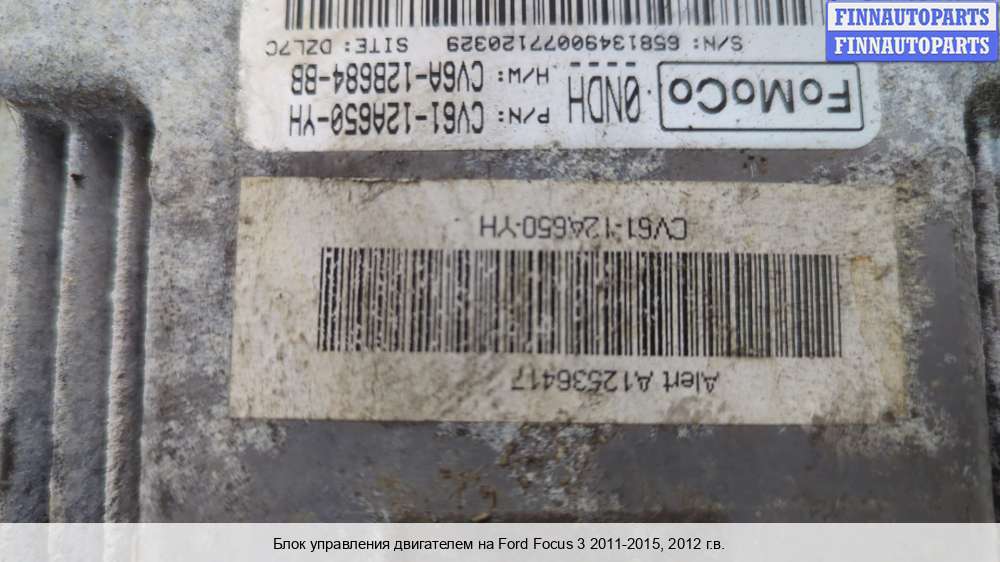 FINNAUTOPARTS
FINNAUTOPARTS
Alert A12536417
CV61-12A650-YH
FoMoCo
0NDH
P/N: CV61-12A650-YH
H/W: CV6A-12B684-BB
S/N: 65813490077120329 SITE: DZL7C
Блок управления двигателем на Ford Focus 3 2011-2015, 2012 г.в.